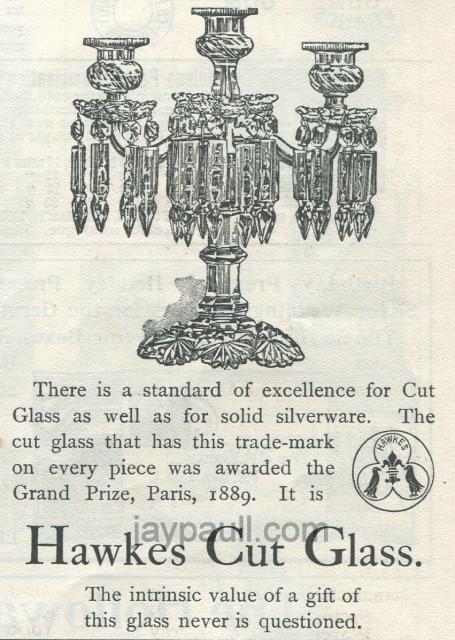 There is a standard of excellence for Cut
Glass as well as for solid silverware. The
cut glass that has this trade-mark
on every piece was awarded the
Grand Prize, Paris, 1889. It is
HAWKES
jaypaull.com
Hawkes Cut Glass.
The intrinsic value of a gift of
this glass never is questioned.